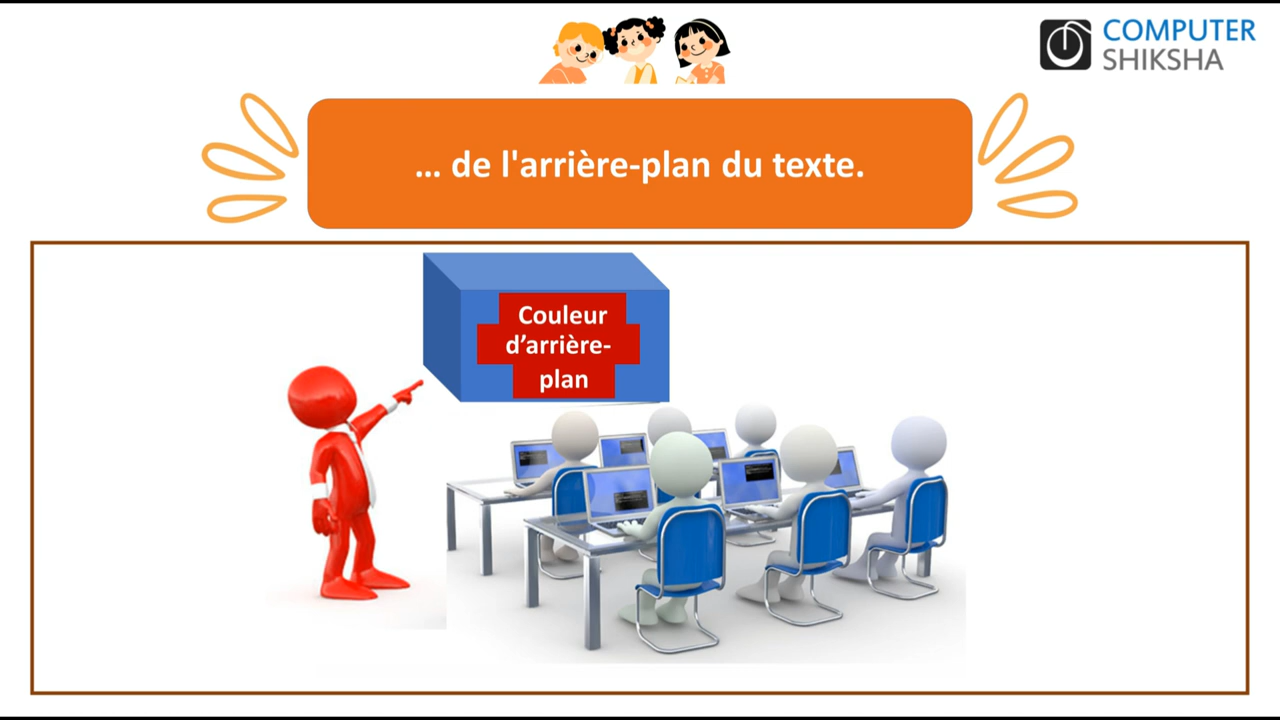 COMPUTER
SHIKSHA
... de l'arrière-plan du texte.
Couleur
d’arrière-
plan